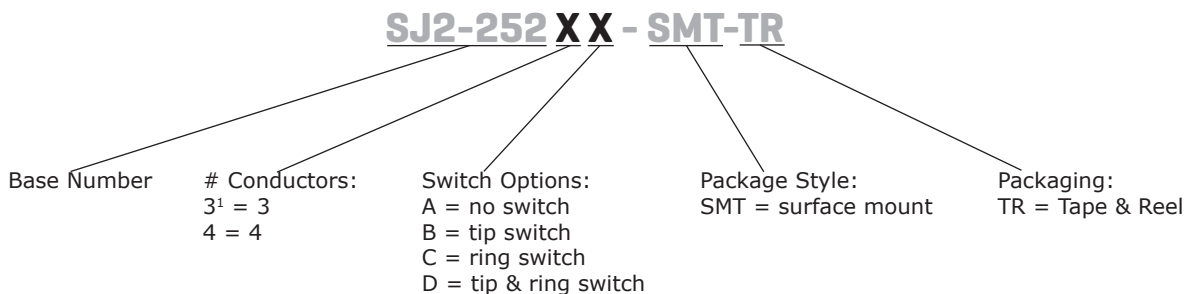 SJ2-252 X X - SMT-TR
Base Number
# Conductors:
3¹ = 3
4 = 4
Switch Options:
A = no switch
B = tip switch
C = ring switch
D = tip & ring switch
Package Style:
SMT = surface mount
Packaging:
TR = Tape & Reel